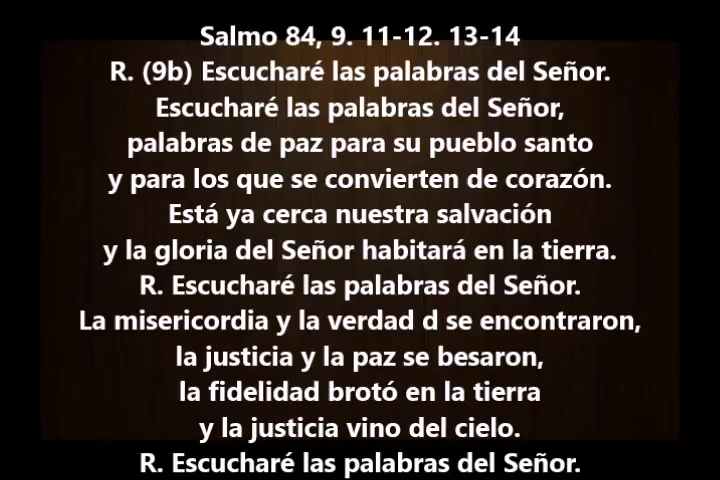 Salmo 84, 9. 11-12. 13-14
R. (9b) Escucharé las palabras del Señor.
Escucharé las palabras del Señor,
palabras de paz para su pueblo santo
y para los que se convierten de corazón.
Está ya cerca nuestra salvación
y la gloria del Señor habitará en la tierra.
R. Escucharé las palabras del Señor.
La misericordia y la verdad d se encontraron,
la justicia y la paz se besaron,
la fidelidad brotó en la tierra
y la justicia vino del cielo.
R. Escucharé las palabras del Señor.